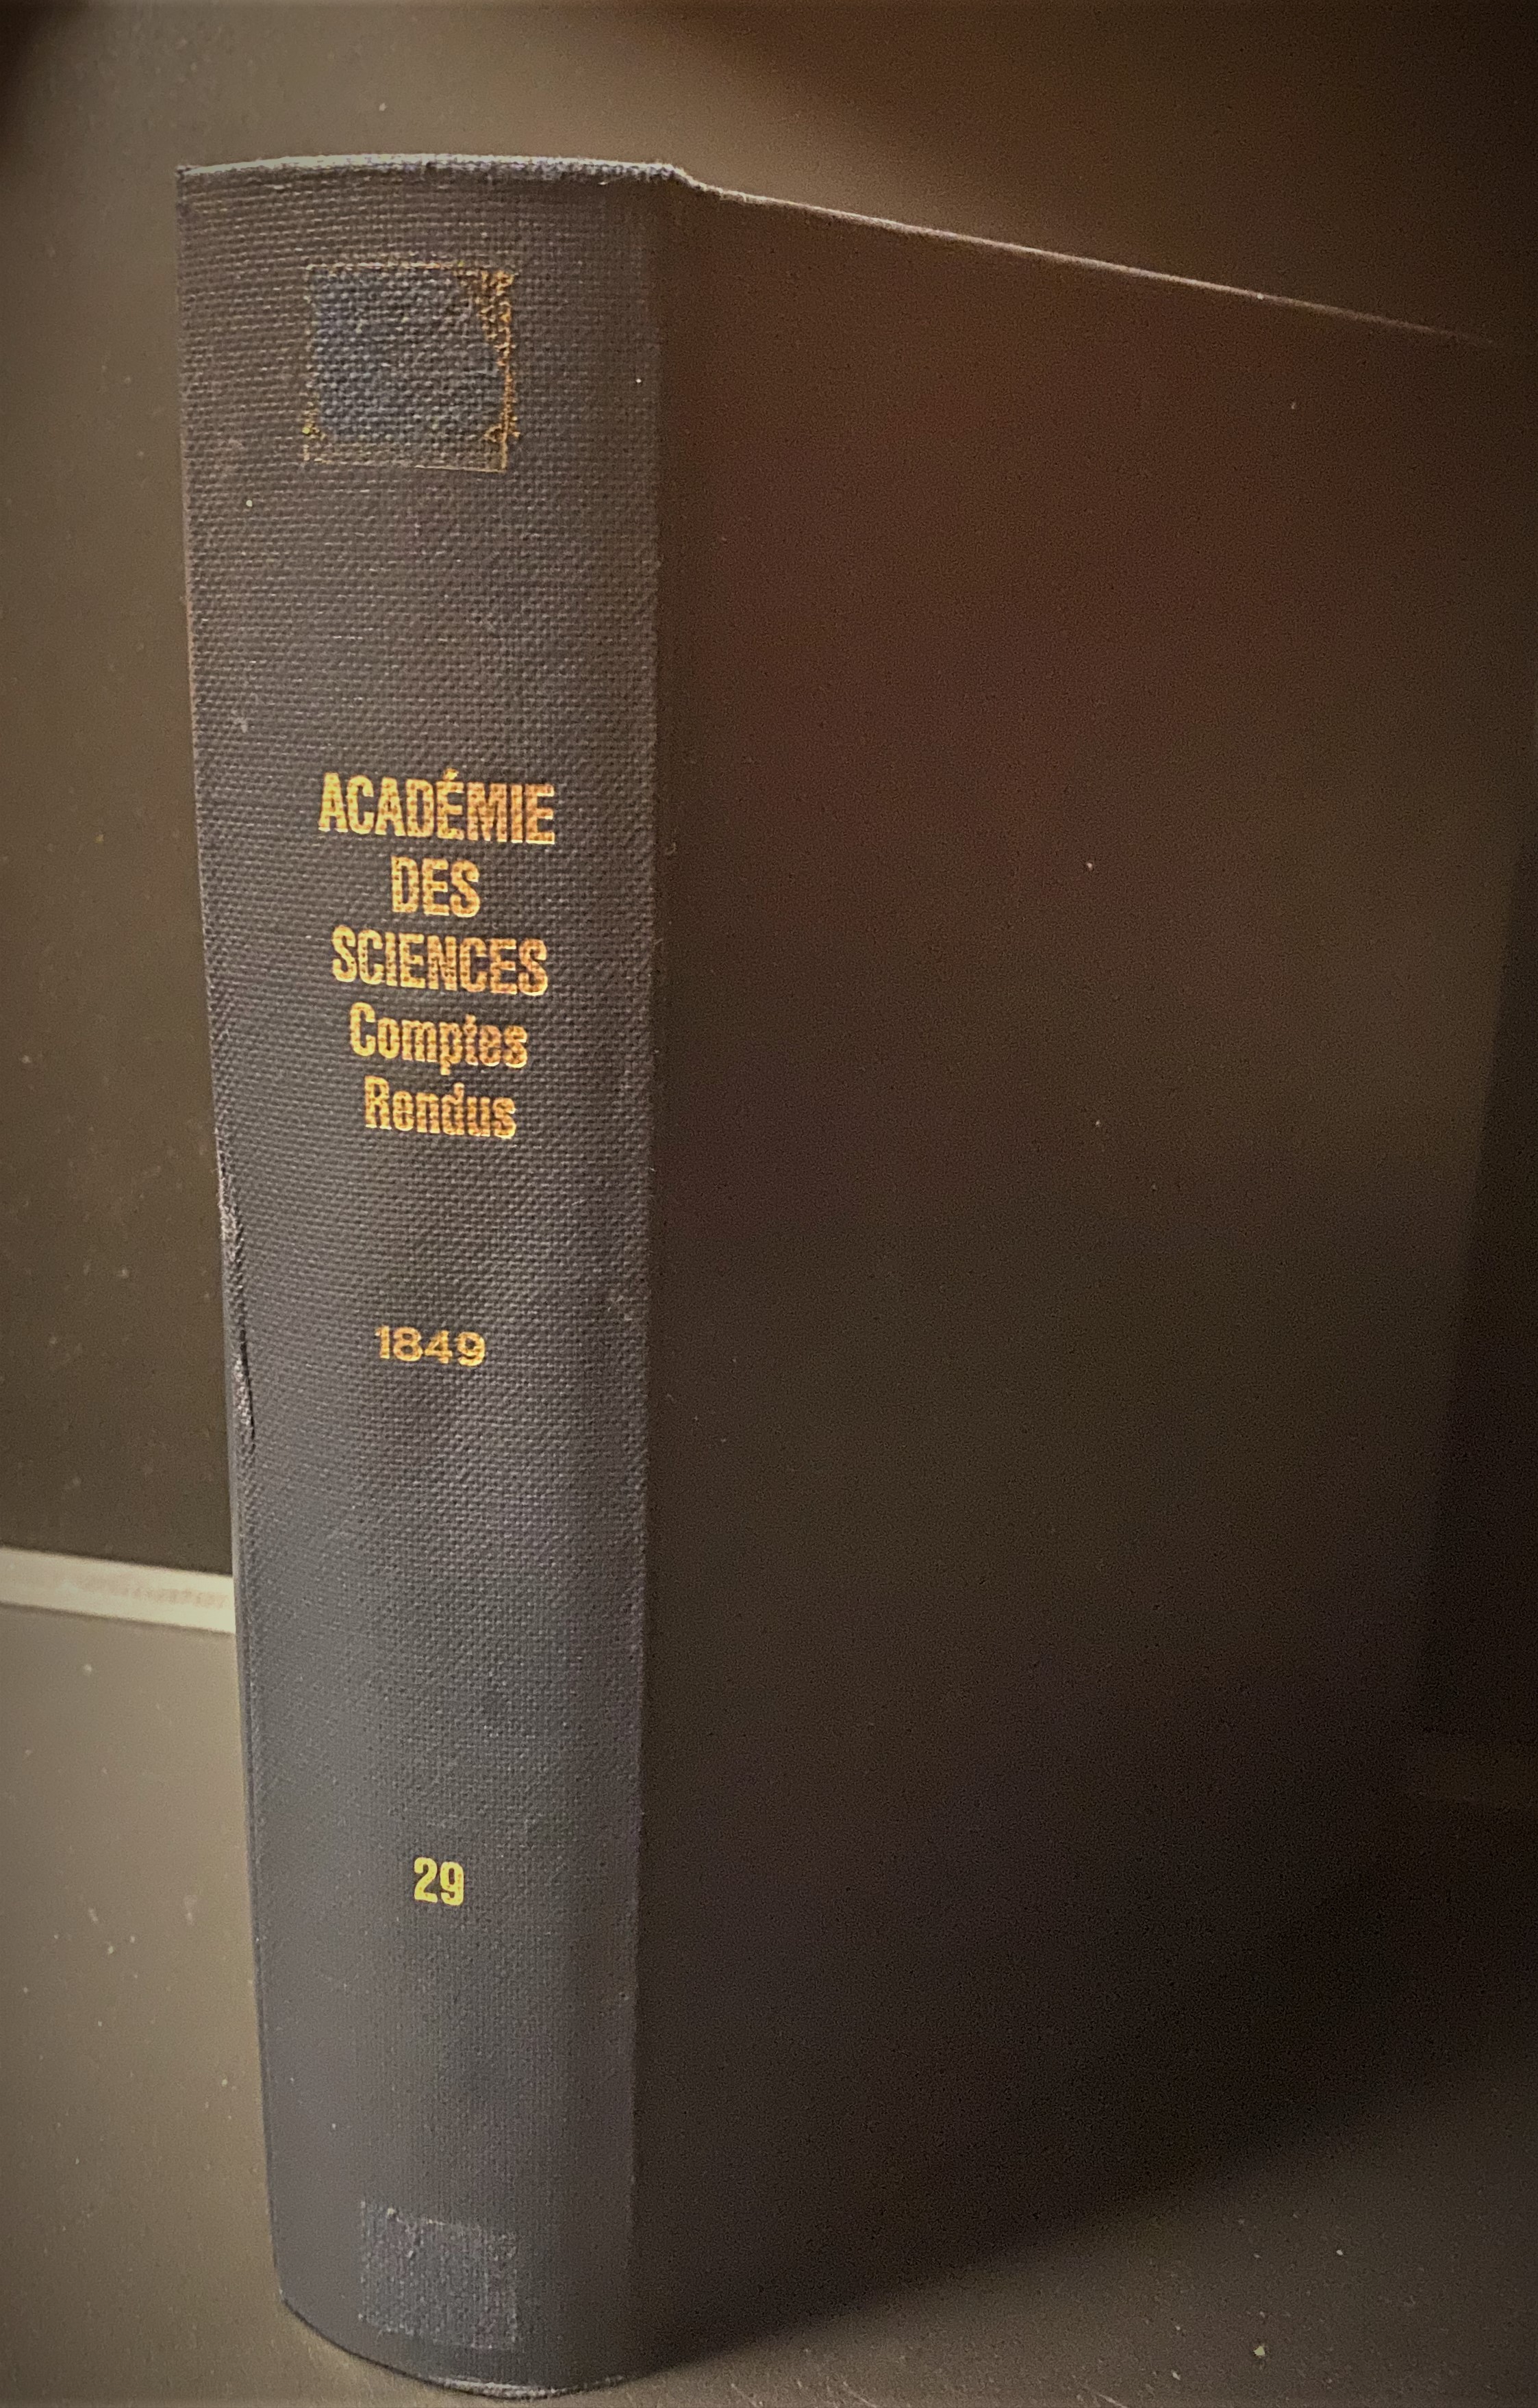 ACADÉMIE
DES
SCIENCES
Comptes
Rendus
1849
29